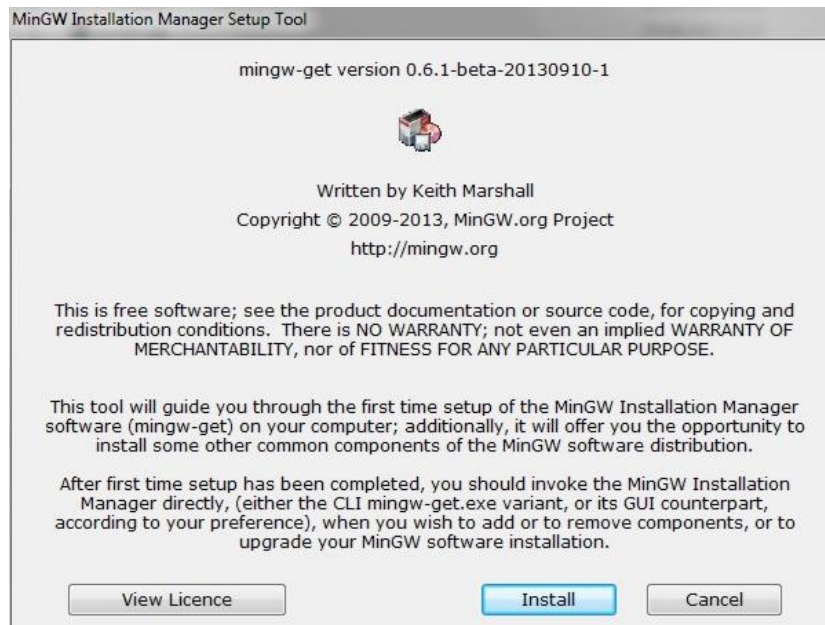 MinGW Installation Manager Setup Tool
mingw-get version 0.6.1-beta-20130910-1
Written by Keith Marshall
Copyright © 2009-2013, MinGW.org Project
http://mingw.org
This is free software; see the product documentation or source code, for copying and
redistribution conditions. There is NO WARRANTY; not even an implied WARRANTY OF
MERCHANTABILITY, nor of FITNESS FOR ANY PARTICULAR PURPOSE.
This tool will guide you through the first time setup of the MinGW Installation Manager
software (mingw-get) on your computer; additionally, it will offer you the opportunity to
install some other common components of the MinGW software distribution.
After first time setup has been completed, you should invoke the MinGW Installation
Manager directly, (either the CLI mingw-get.exe variant, or its GUI counterpart,
according to your preference), when you wish to add or to remove components, or to
upgrade your MinGW software installation.
View Licence
Install
Cancel